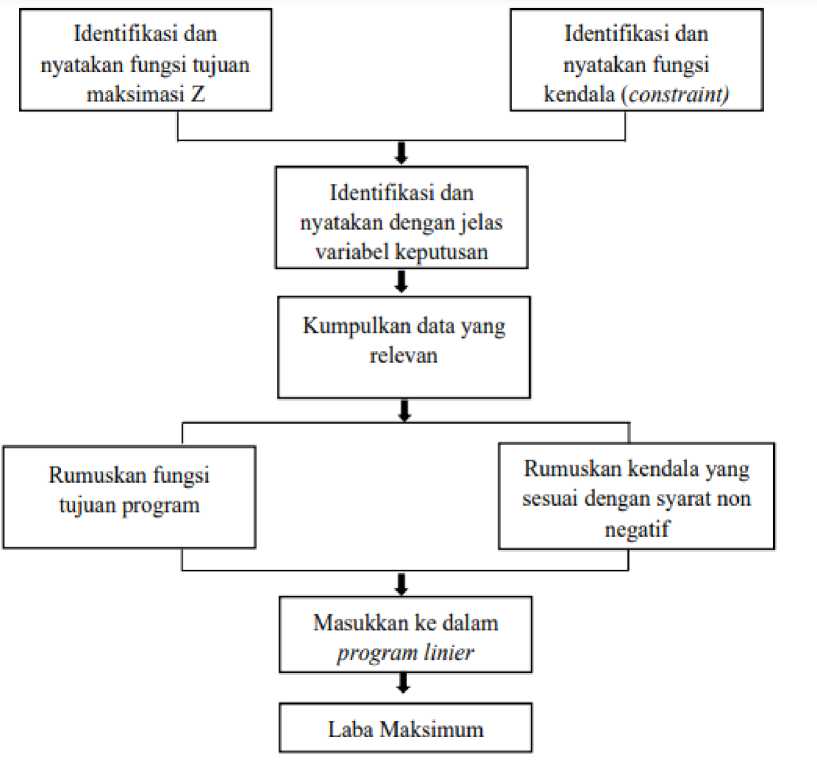 Identifikasi dan
nyatakan fungsi tujuan
maksimasi Z
Identifikasi dan
nyatakan fungsi
kendala (constraint)
Identifikasi dan
nyatakan dengan jelas
variabel keputusan
Kumpulkan data yang
relevan
Rumuskan fungsi
tujuan program
Rumuskan kendala yang
sesuai dengan syarat non
negatif
Masukkan ke dalam
program linier
Laba Maksimum